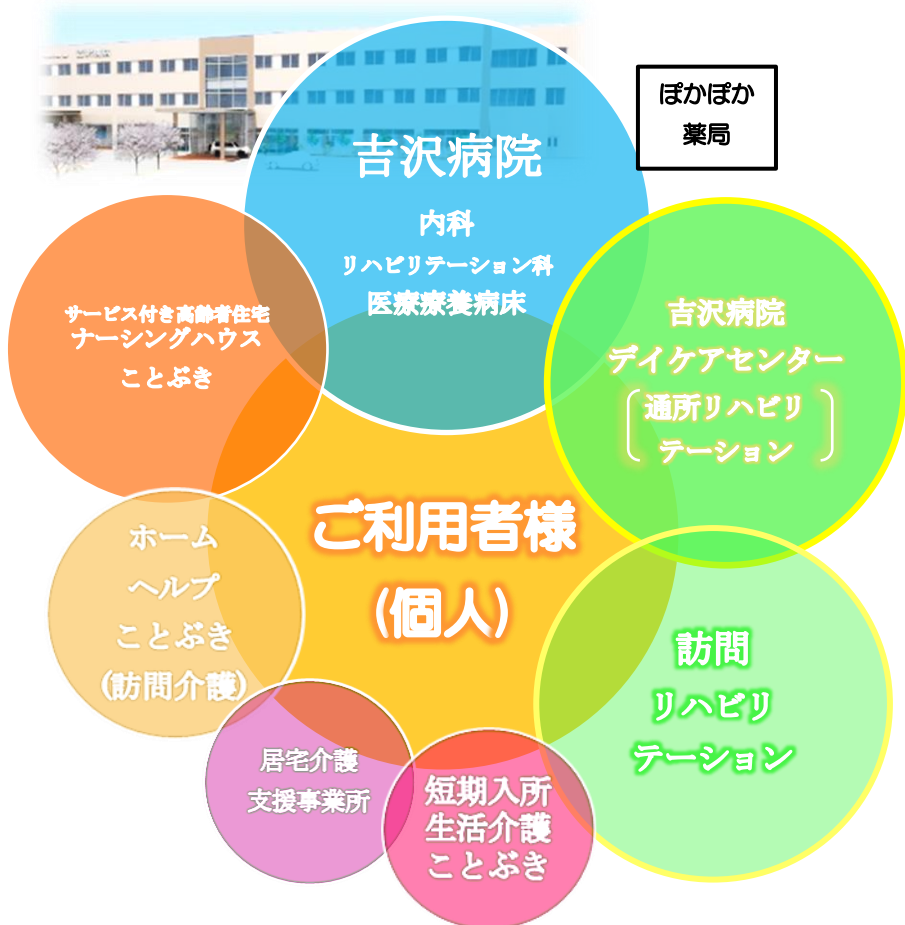 吉沢病院
内科
リハビリテーション科
医療療養病床
ぽかぽか
薬局
サービス付き高齢者住宅
ナーシングハウス
ことぶき
吉沢病院
デイケアセンター
通所リハビリ
テーション
ご利用者様
(個人)
ホーム
ヘルプ
ことぶき
(訪問介護)
訪問
リハビリ
テーション
居宅介護
支援事業所
短期入所
生活介護
ことぶき